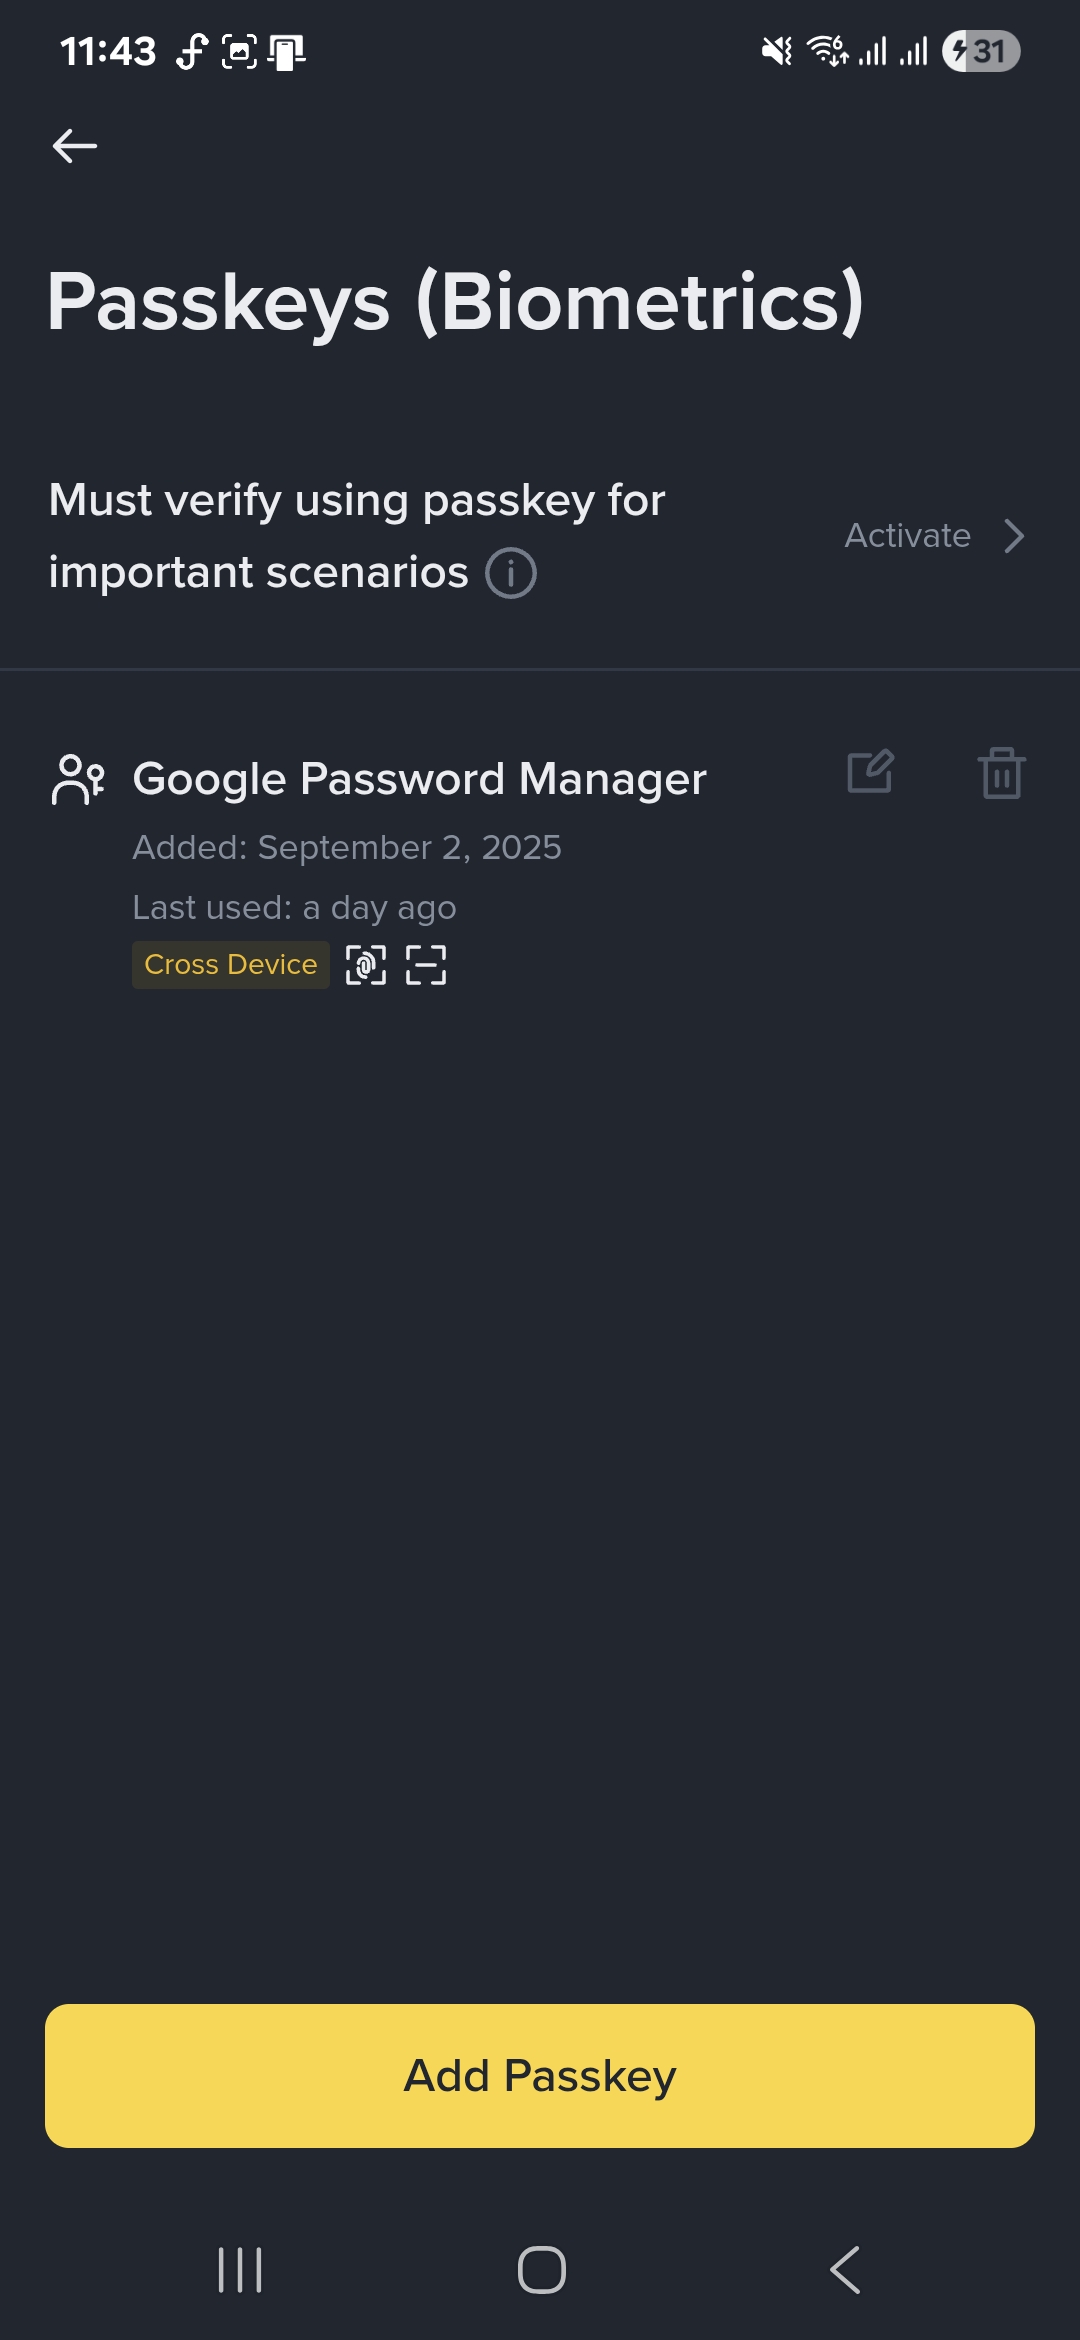 11:43
6
31
Passkeys (Biometrics)
Must verify using passkey for
important scenarios
Activate
Google Password Manager
Added: September 2, 2025
Last used: a day ago
Cross Device
Add Passkey